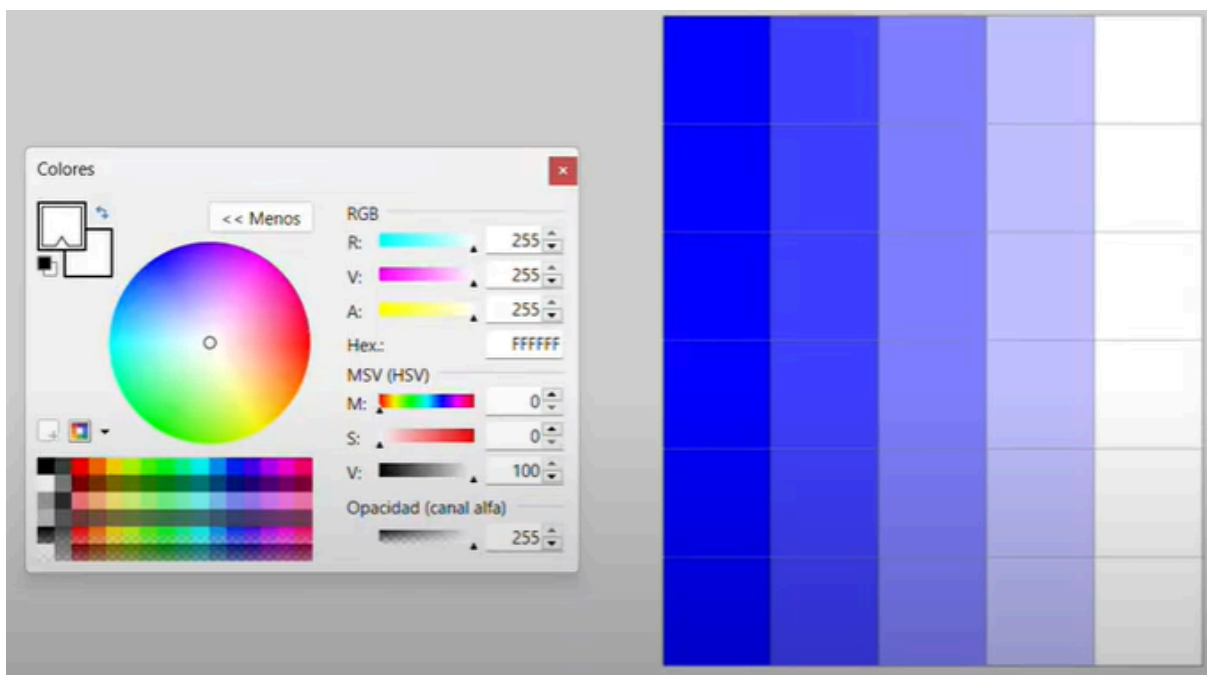 Colores
<< Menos
RGB
R: 255
V: 255
A: 255
Hex.: FFFFFF
MSV (HSV)
M: 0
S: 0
V: 100
Opacidad (canal alfa)
255